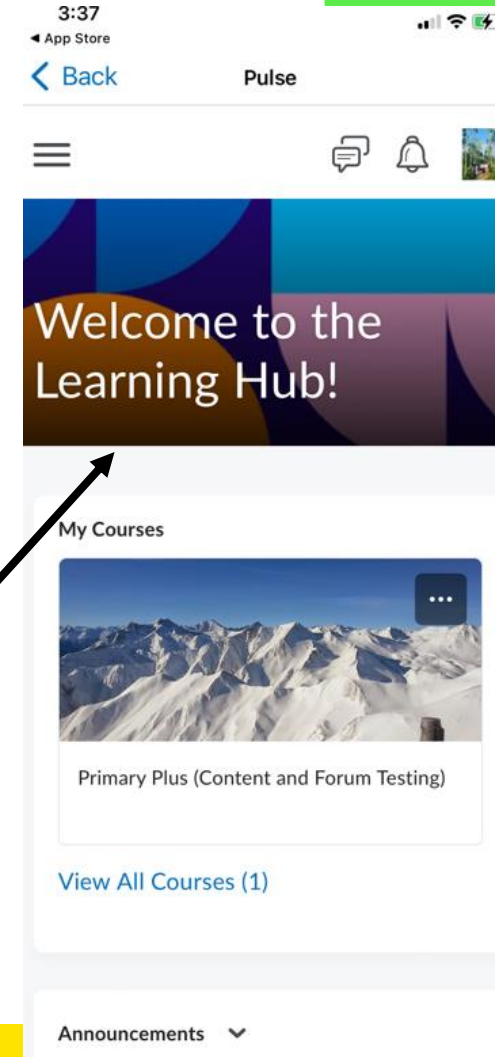 3:37
◀ App Store
Back
Pulse
Welcome to the
Learning Hub!
My Courses
Primary Plus (Content and Forum Testing)
View All Courses (1)
Announcements